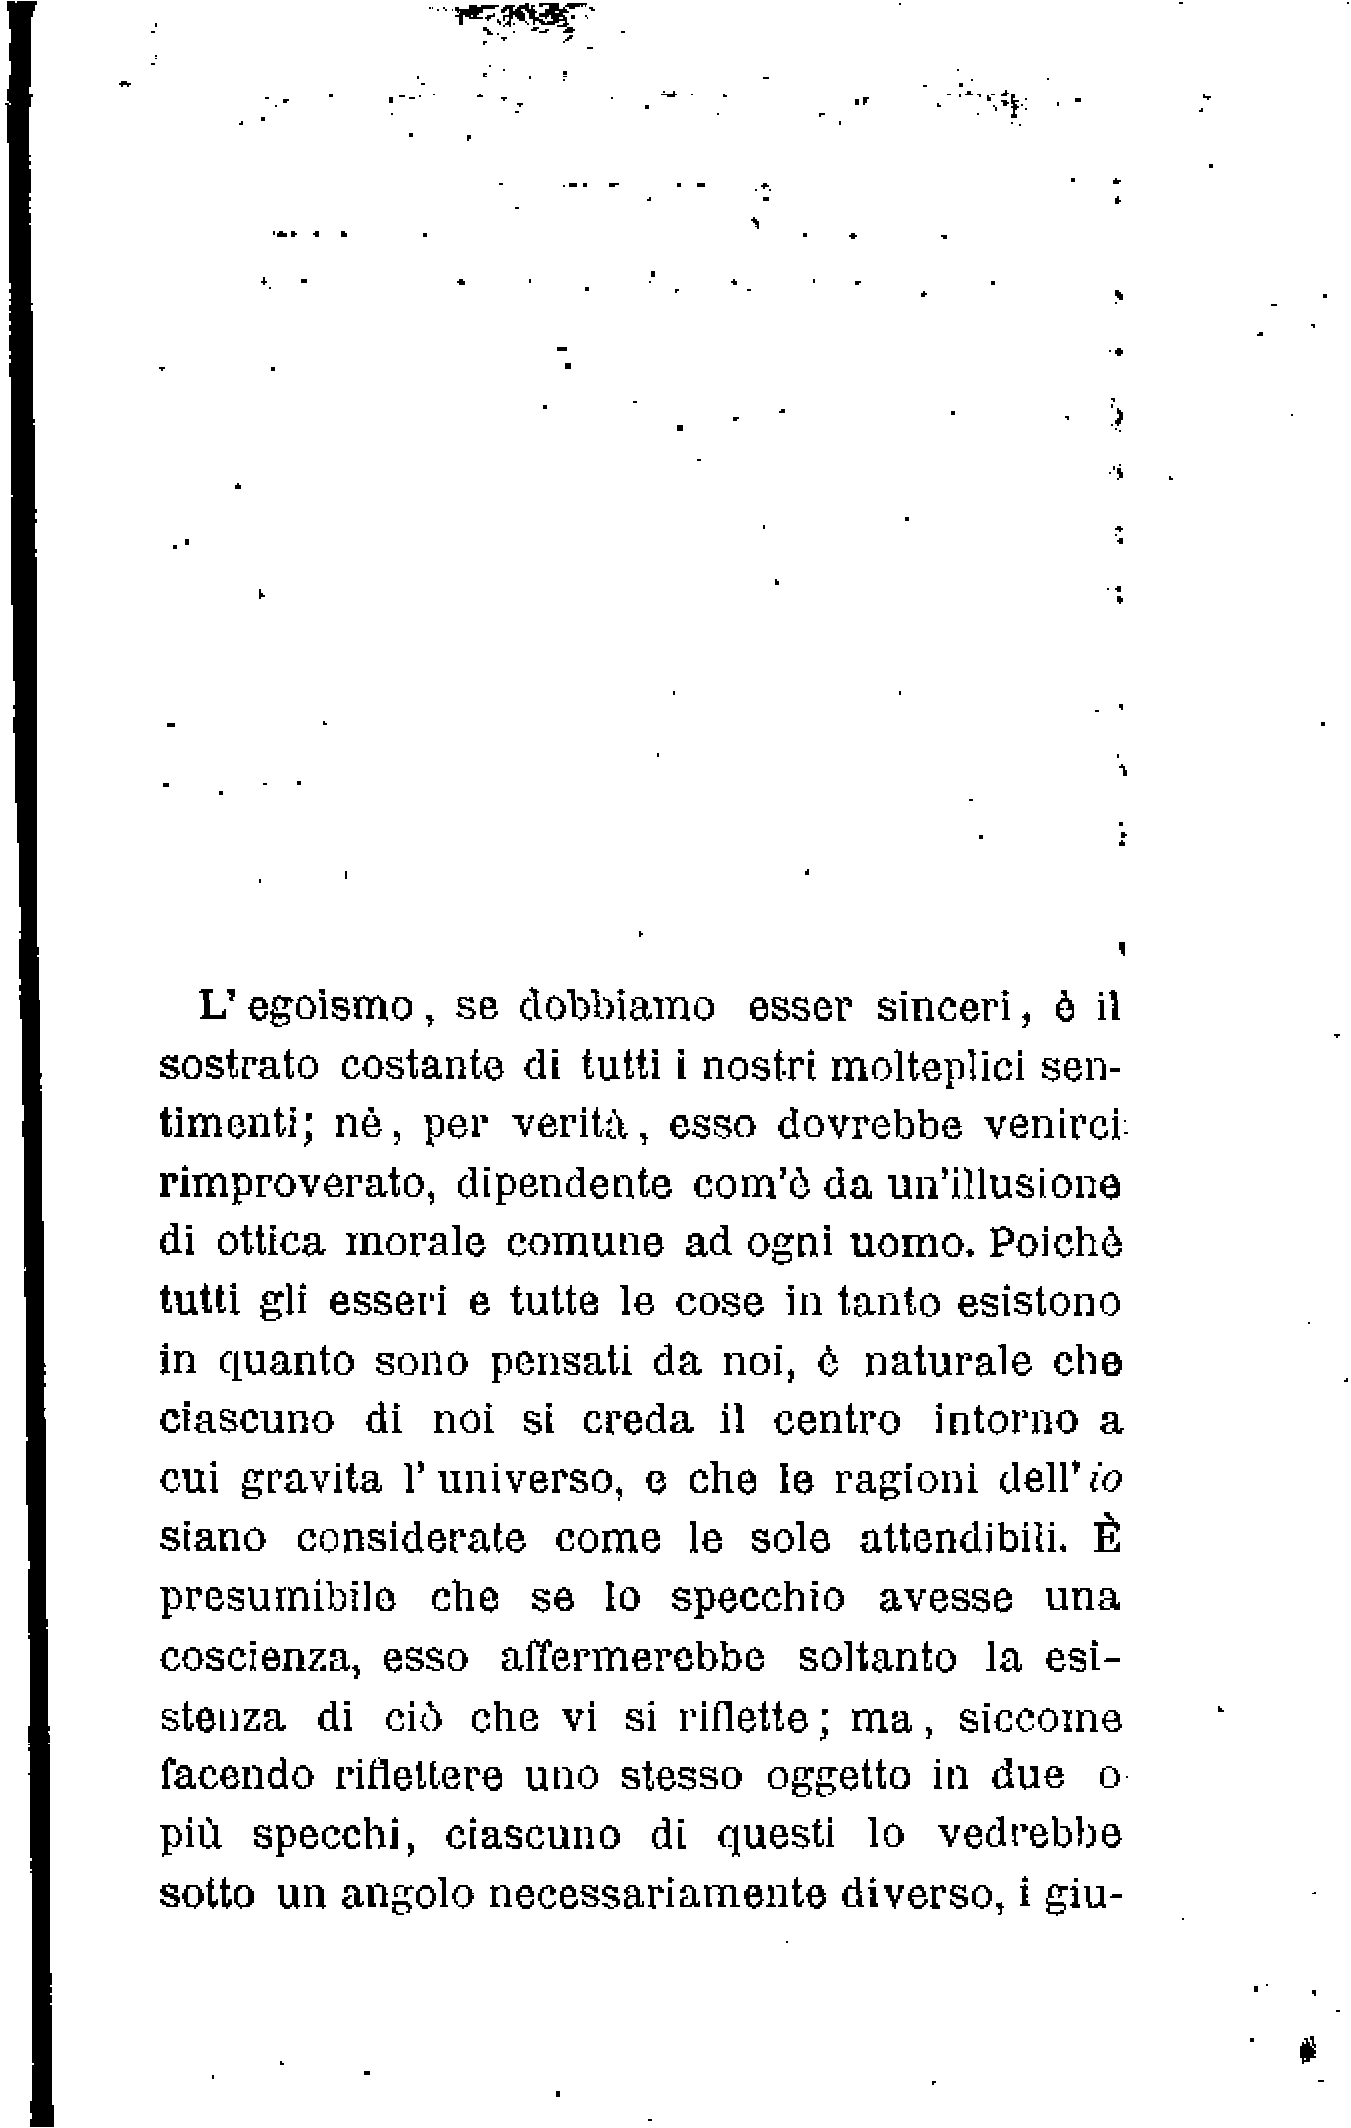 L' egoismo, se dobbiamo esser sinceri, è il
sostrato costante di tutti i nostri molteplici sen-
timenti; nè, per verità, esso dovrebbe venirci
rimproverato, dipendente com'è da un'illusione
di ottica morale comune ad ogni uomo. Poichè
tutti gli esseri e tutte le cose in tanto esistono
in quanto sono pensati da noi, è naturale che
ciascuno di noi si creda il centro intorno a
cui gravita l' universo, e che le ragioni dell' io
siano considerate come le sole attendibili. È
presumibile che se lo specchio avesse una
coscienza, esso affermerebbe soltanto la esi-
stenza di ciò che vi si riflette; ma, siccome
facendo riflettere uno stesso oggetto in due o
più specchi, ciascuno di questi lo vedrebbe
sotto un angolo necessariamente diverso, i giu-